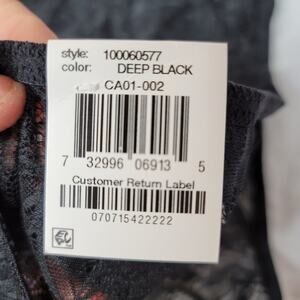 style: 100060577
color: DEEP BLACK
CA01-002
7 32996 06913 5
Customer Return Label
070715422222